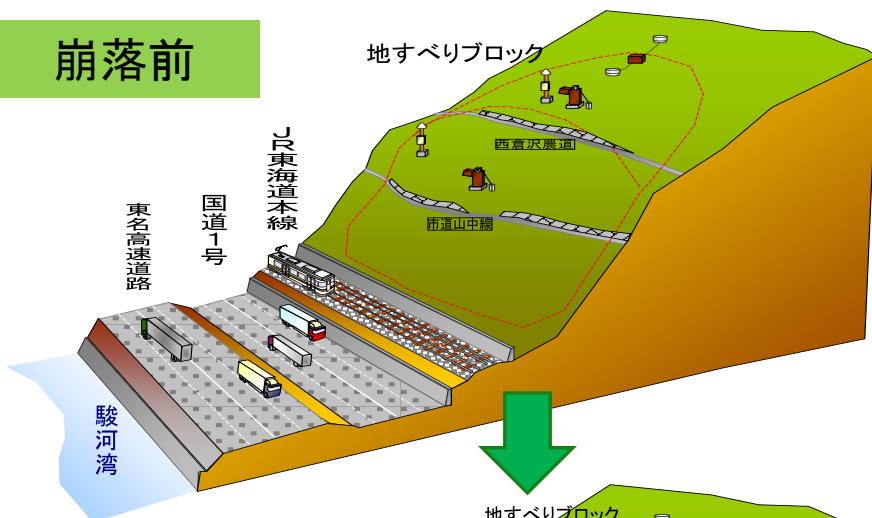 崩落前
地すべりブロック
西倉沢農道
市道山中線
JR東海道本線
国道1号
東名高速道路
駿河湾
地すべりブロック